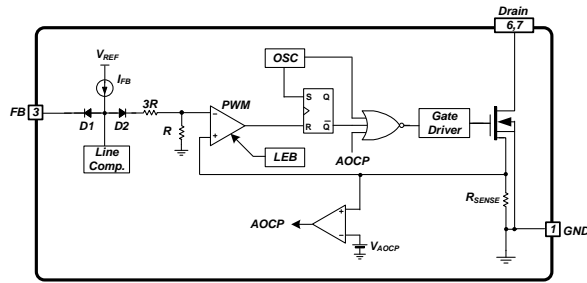 Drain
6,7
VREF
OSC
IFB
S Q
R Q
3R
PWM
FB 3
D1 D2
R
Gate
Driver
Line
Comp.
LEB
AOCP
RSENSE
AOCP
+
−
VAOCP
1 GND